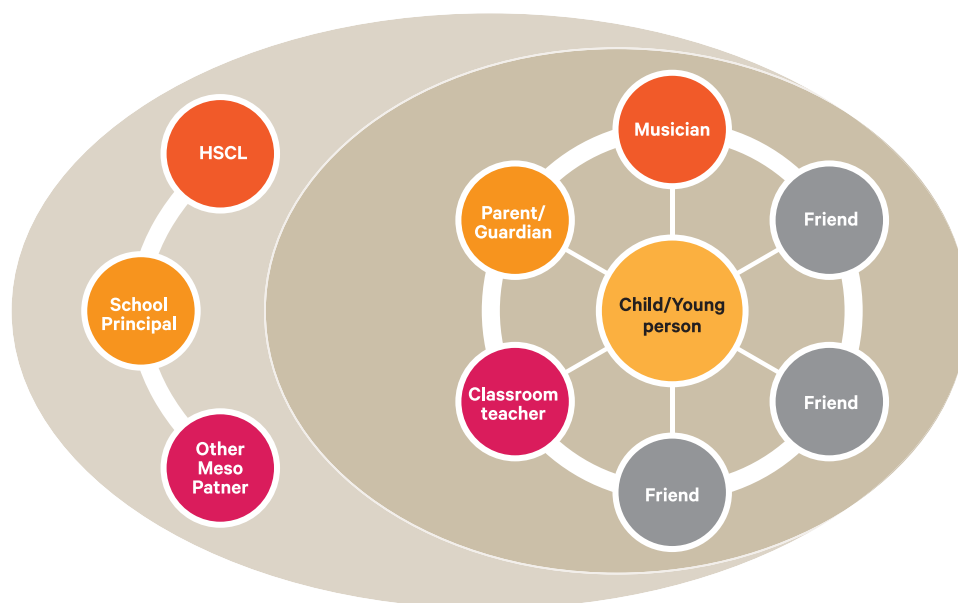 HSCL
School
Principal
Other
Meso
Patner
Musician
Parent/
Guardian
Friend
Child/Young
person
Classroom
teacher
Friend
Friend